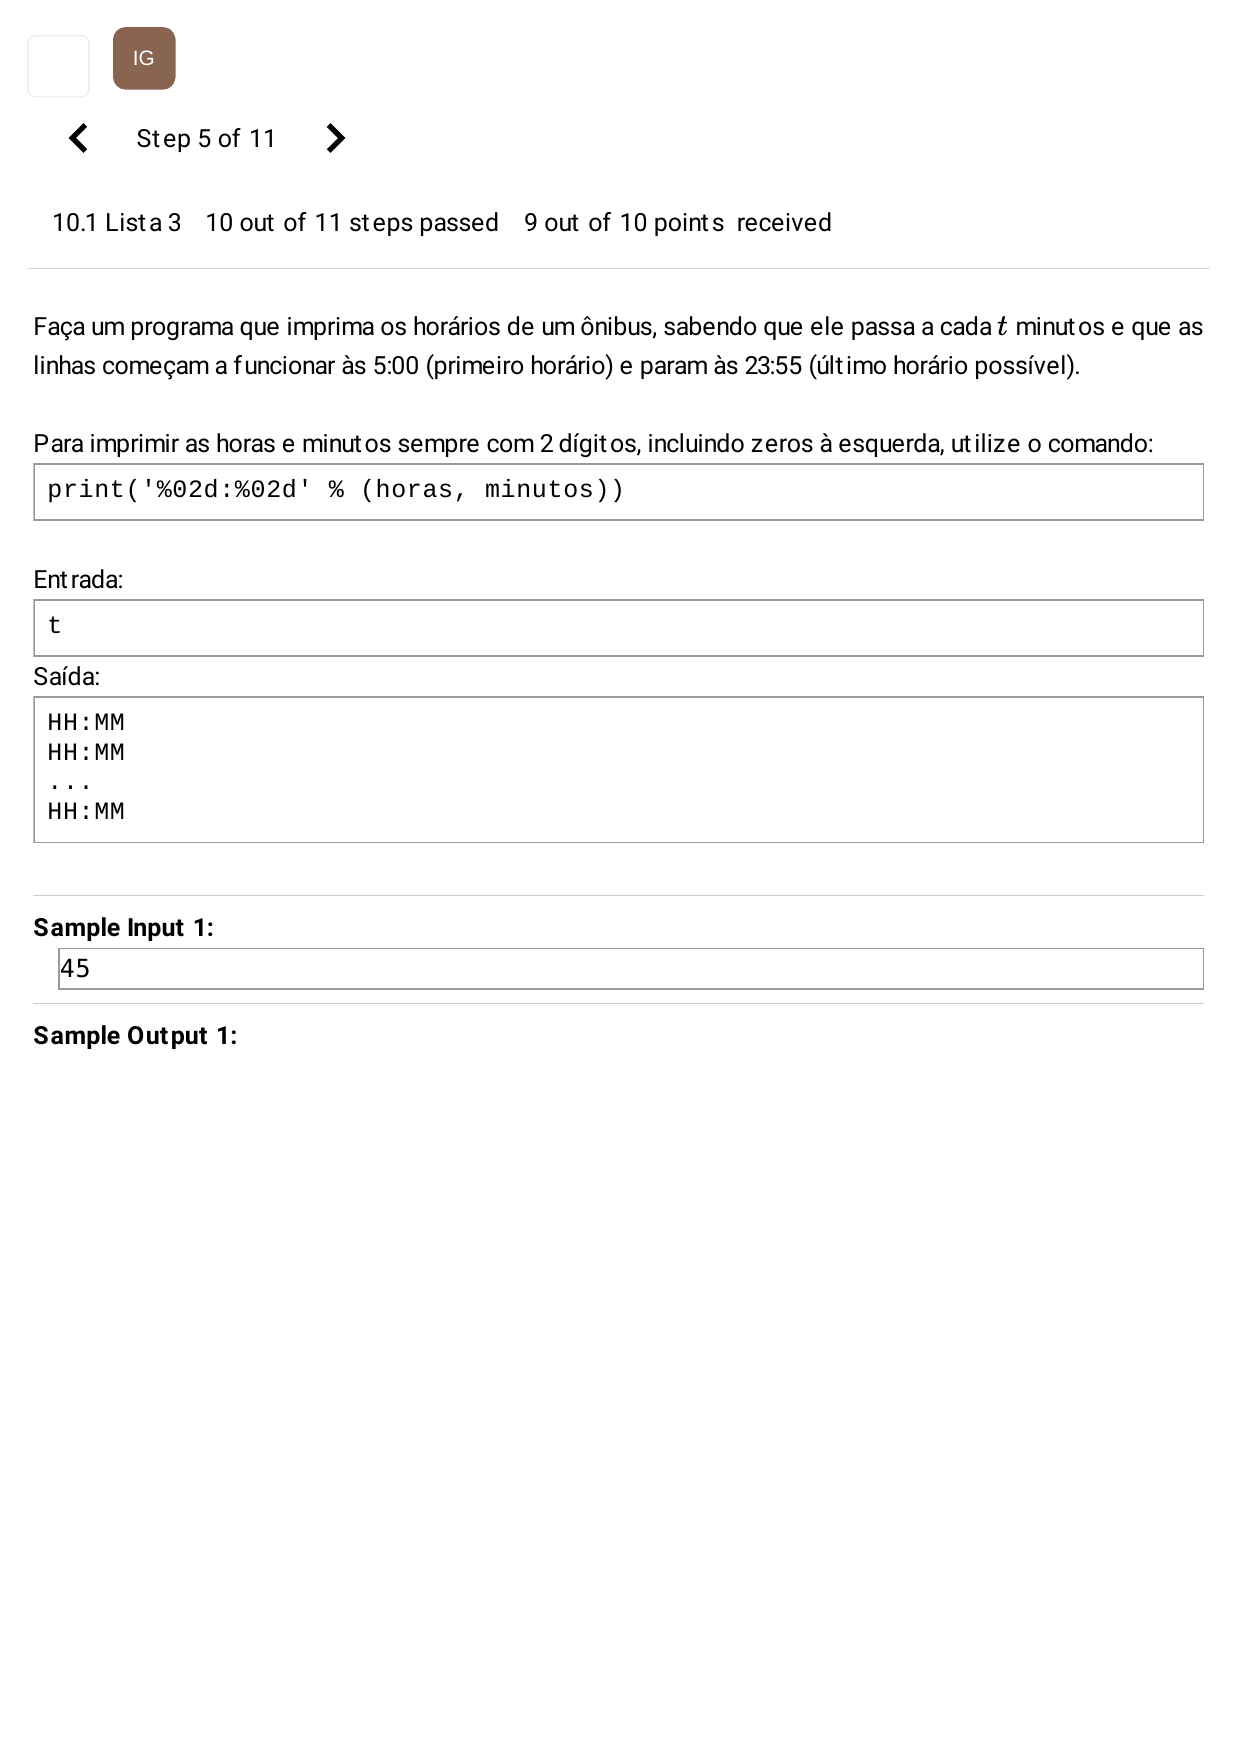 IG
Step 5 of 11
10.1 Lista 3 10 out of 11 steps passed 9 out of 10 points received
Faça um programa que imprima os horários de um ônibus, sabendo que ele passa a cada t minutos e que as
linhas começam a funcionar às 5:00 (primeiro horário) e param às 23:55 (último horário possível).
Para imprimir as horas e minutos sempre com 2 dígitos, incluindo zeros à esquerda, utilize o comando:
print('%02d:%02d' % (horas, minutos))
Entrada:
t
Saída:
HH:MM
HH:MM
...
HH:MM
Sample Input 1:
45
Sample Output 1: